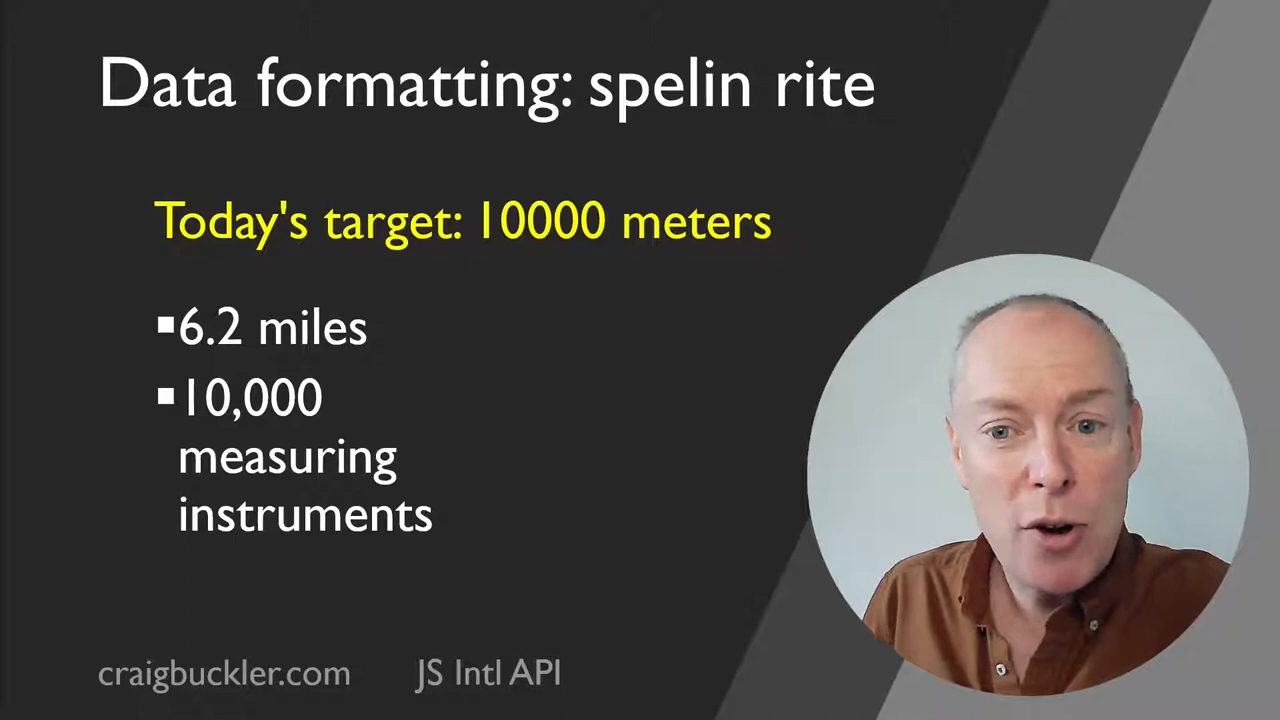 Data formatting: spelin rite
Today's target: 10000 meters
▪6.2 miles
▪10,000
measuring
instruments
craigbuckler.com JS Intl API